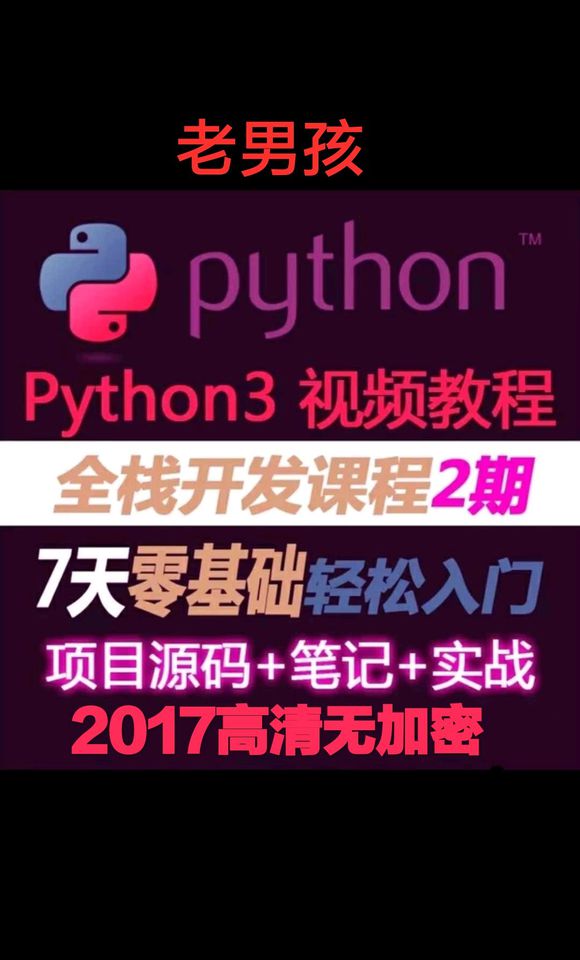 老男孩
python™
Python3 视频教程
全栈开发课程2期
7天零基础轻松入门
项目源码+笔记+实战
2017高清无加密